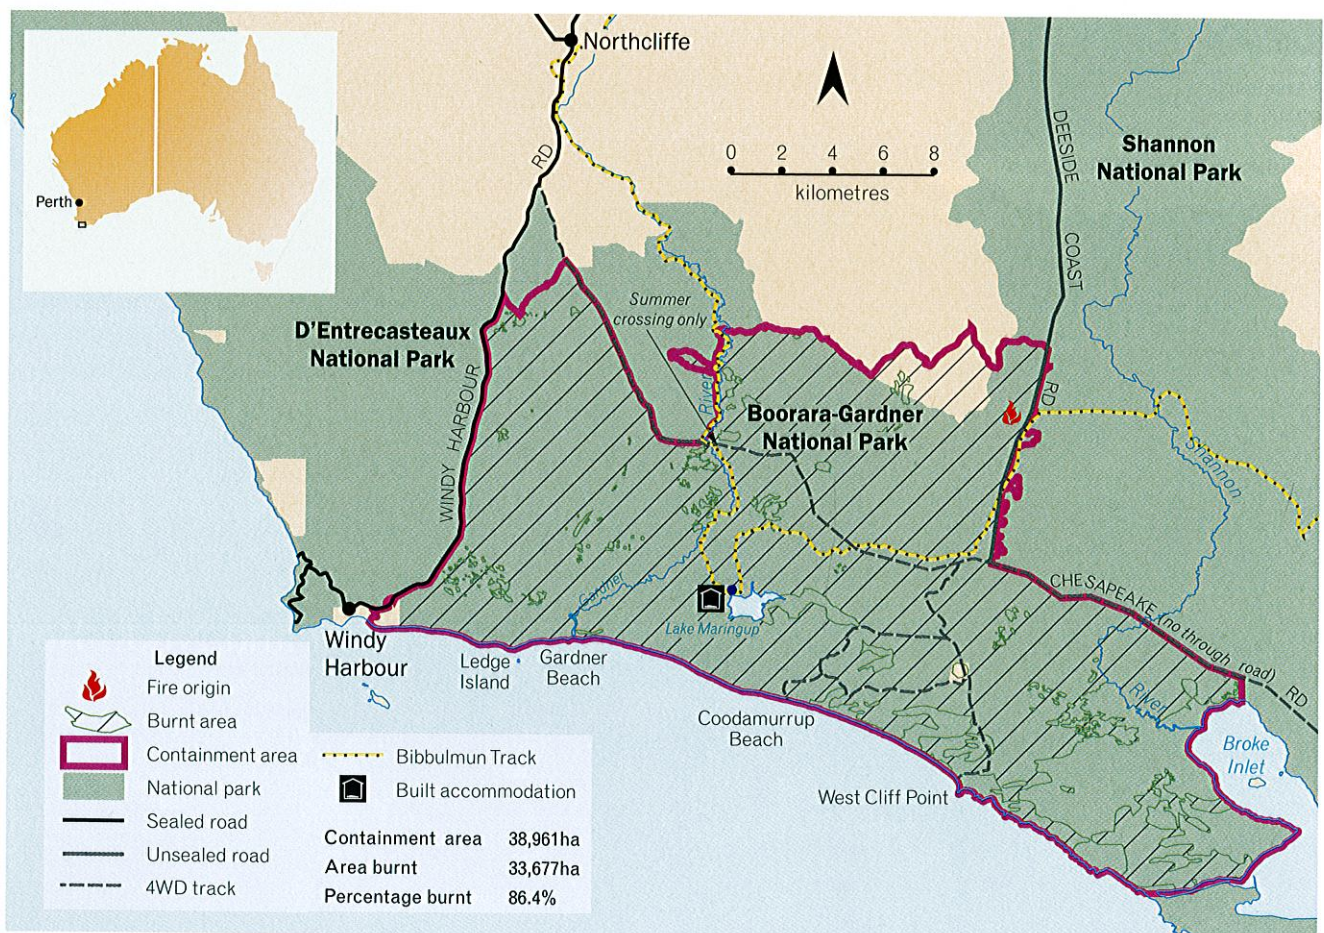 Northcliffe
Perth
RD
0 2 4 6 8
kilometres
DEESIDE
COAST
RD
Shannon
National Park
Summer
crossing only
D'Entrecasteaux
National Park
WINDY HARBOUR
River
Boorara-Gardner
National Park
Shannon
Gardner
Lake Maringup
CHESAPEAKE (no through road) RD
River
Broke
Inlet
Windy
Harbour
Ledge
Island
Gardner
Beach
Coodamurrup
Beach
West Cliff Point
Legend
Fire origin
Burnt area
Containment area
National park
Sealed road
Unsealed road
4WD track
Bibbulmun Track
Built accommodation
Containment area 38,961ha
Area burnt 33,677ha
Percentage burnt 86.4%